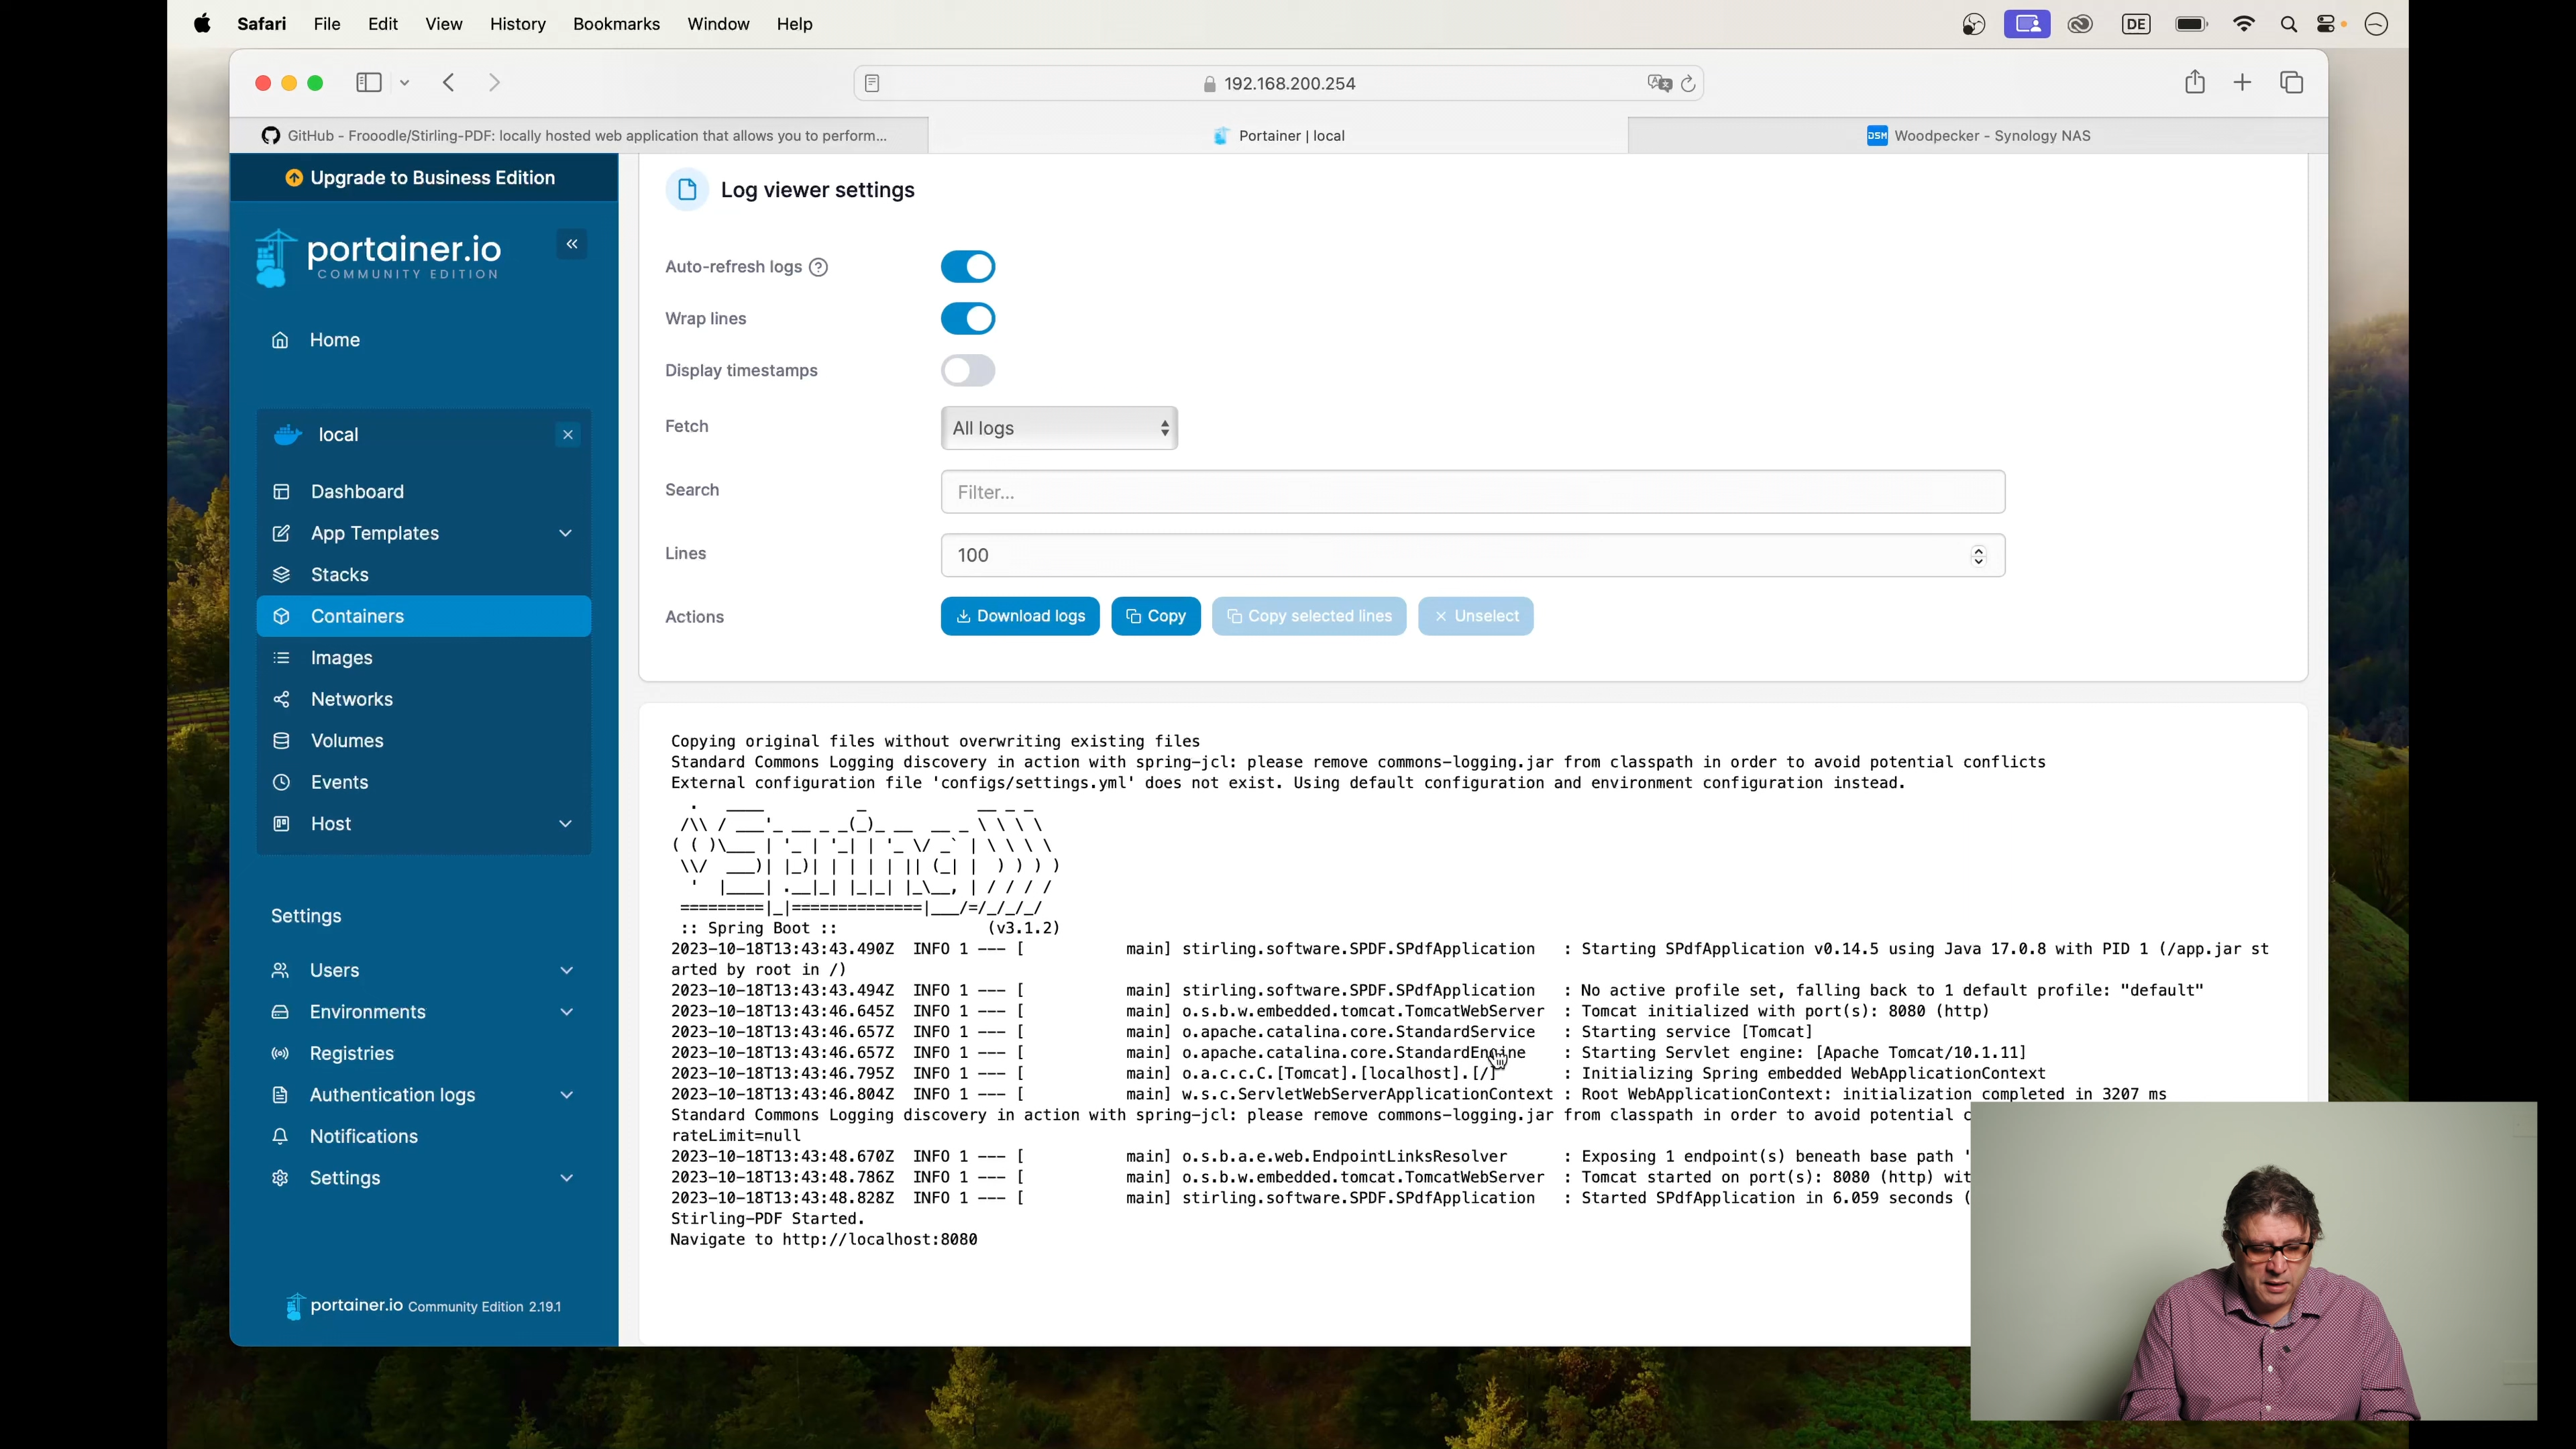 Safari File Edit View History Bookmarks Window Help DE
192.168.200.254
GitHub - Frooodle/Stirling-PDF: locally hosted web application that allows you to perform...
Portainer | local
DSM Woodpecker - Synology NAS
Upgrade to Business Edition
portainer.io
COMMUNITY EDITION
Home
local
Dashboard
App Templates
Stacks
Containers
Images
Networks
Volumes
Events
Host
Settings
Users
Environments
Registries
Authentication logs
Notifications
Settings
portainer.io Community Edition 2.19.1
Log viewer settings
Auto-refresh logs
Wrap lines
Display timestamps
Fetch All logs
Search Filter...
Lines 100
Actions Download logs Copy Copy selected lines Unselect
Copying original files without overwriting existing files
Standard Commons Logging discovery in action with spring-jcl: please remove commons-logging.jar from classpath in order to avoid potential conflicts
External configuration file 'configs/settings.yml' does not exist. Using default configuration and environment configuration instead.
  .   ____          _            __ _ _
 /\\ / ___'_ __ _ _(_)_ __  __ _ \ \ \ \
( ( )\___ | '_ | '_| | '_ \/ _` | \ \ \ \
 \\/  ___)| |_)| | | | | || (_| |  ) ) ) )
  '  |____| .__|_| |_|_| |_\__, | / / / /
 =========|_|==============|___/=/_/_/_/
:: Spring Boot :: (v3.1.2)
2023-10-18T13:43:43.490Z INFO 1 --- [ main] stirling.software.SPDF.SPdfApplication : Starting SPdfApplication v0.14.5 using Java 17.0.8 with PID 1 (/app.jar st
arted by root in /)
2023-10-18T13:43:43.494Z INFO 1 --- [ main] stirling.software.SPDF.SPdfApplication : No active profile set, falling back to 1 default profile: "default"
2023-10-18T13:43:46.645Z INFO 1 --- [ main] o.s.b.w.embedded.tomcat.TomcatWebServer : Tomcat initialized with port(s): 8080 (http)
2023-10-18T13:43:46.657Z INFO 1 --- [ main] o.apache.catalina.core.StandardService : Starting service [Tomcat]
2023-10-18T13:43:46.657Z INFO 1 --- [ main] o.apache.catalina.core.StandardEngine : Starting Servlet engine: [Apache Tomcat/10.1.11]
2023-10-18T13:43:46.795Z INFO 1 --- [ main] o.a.c.c.C.[Tomcat].[localhost].[/] : Initializing Spring embedded WebApplicationContext
2023-10-18T13:43:46.804Z INFO 1 --- [ main] w.s.c.ServletWebServerApplicationContext : Root WebApplicationContext: initialization completed in 3207 ms
Standard Commons Logging discovery in action with spring-jcl: please remove commons-logging.jar from classpath in order to avoid potential
rateLimit=null
2023-10-18T13:43:48.670Z INFO 1 --- [ main] o.s.b.a.e.web.EndpointLinksResolver : Exposing 1 endpoint(s) beneath base path '
2023-10-18T13:43:48.786Z INFO 1 --- [ main] o.s.b.w.embedded.tomcat.TomcatWebServer : Tomcat started on port(s): 8080 (http) wit
2023-10-18T13:43:48.828Z INFO 1 --- [ main] stirling.software.SPDF.SPdfApplication : Started SPdfApplication in 6.059 seconds (
Stirling-PDF Started.
Navigate to http://localhost:8080